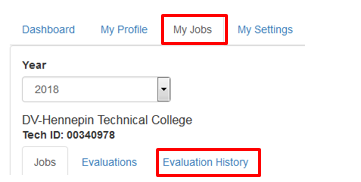 Dashboard My Profile My Jobs My Settings
Year
2018
DV-Hennepin Technical College
Tech ID: 00340978
Jobs Evaluations Evaluation History